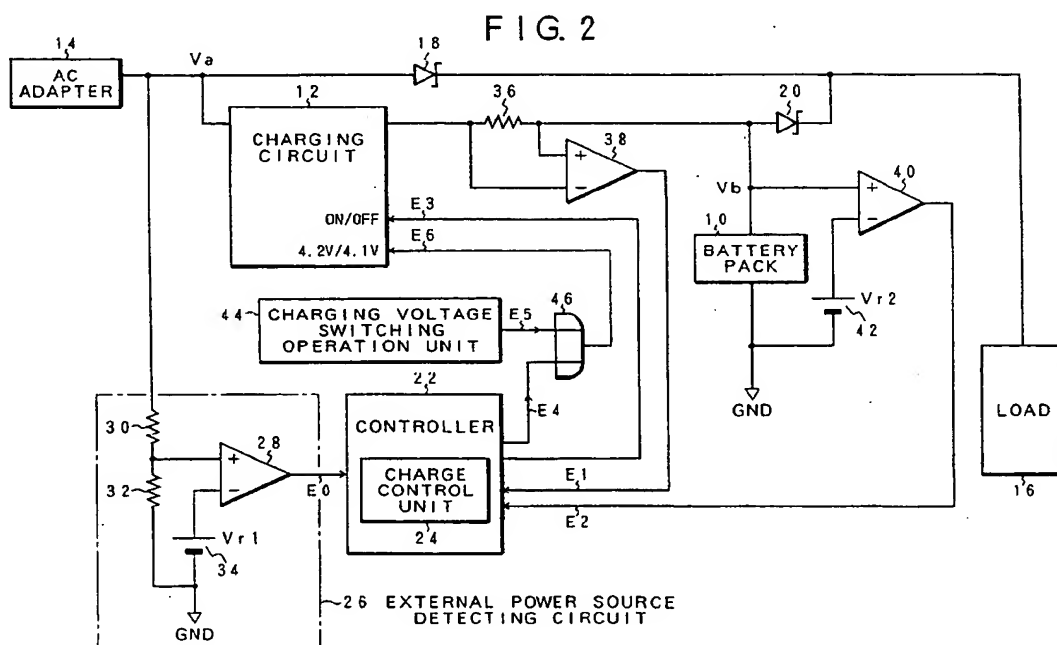 FIG. 2
14
AC
ADAPTER
Va
18
12
CHARGING
CIRCUIT
ON/OFF
4.2V/4.1V
36
38
20
40
Vb
10
BATTERY
PACK
Vr2
42
GND
E3
E6
44
CHARGING VOLTAGE
SWITCHING
OPERATION UNIT
E5
46
E4
22
CONTROLLER
CHARGE
CONTROL
UNIT
24
E1
E2
LOAD
16
30
32
28
E0
Vr1
34
GND
26 EXTERNAL POWER SOURCE
DETECTING CIRCUIT
+
-
+
-
+
-